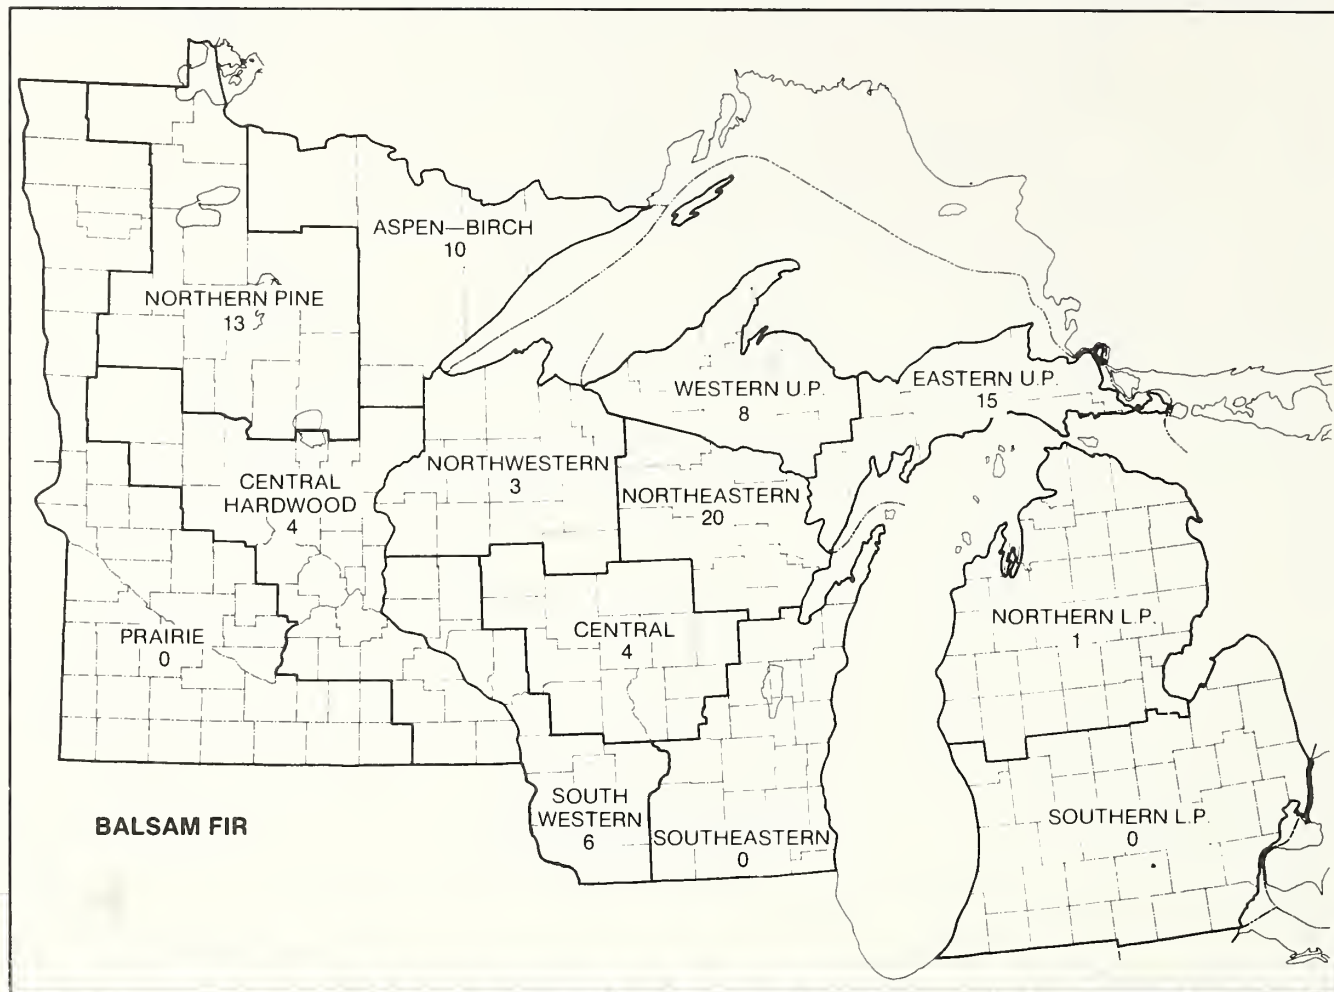 ASPEN—BIRCH
10
NORTHERN PINE
13
WESTERN U.P.
8
EASTERN U.P.
15
CENTRAL
HARDWOOD
4
NORTHWESTERN
3
NORTHEASTERN
20
PRAIRIE
0
CENTRAL
4
NORTHERN L.P.
1
SOUTH
WESTERN
6
SOUTHEASTERN
0
SOUTHERN L.P.
0
BALSAM FIR